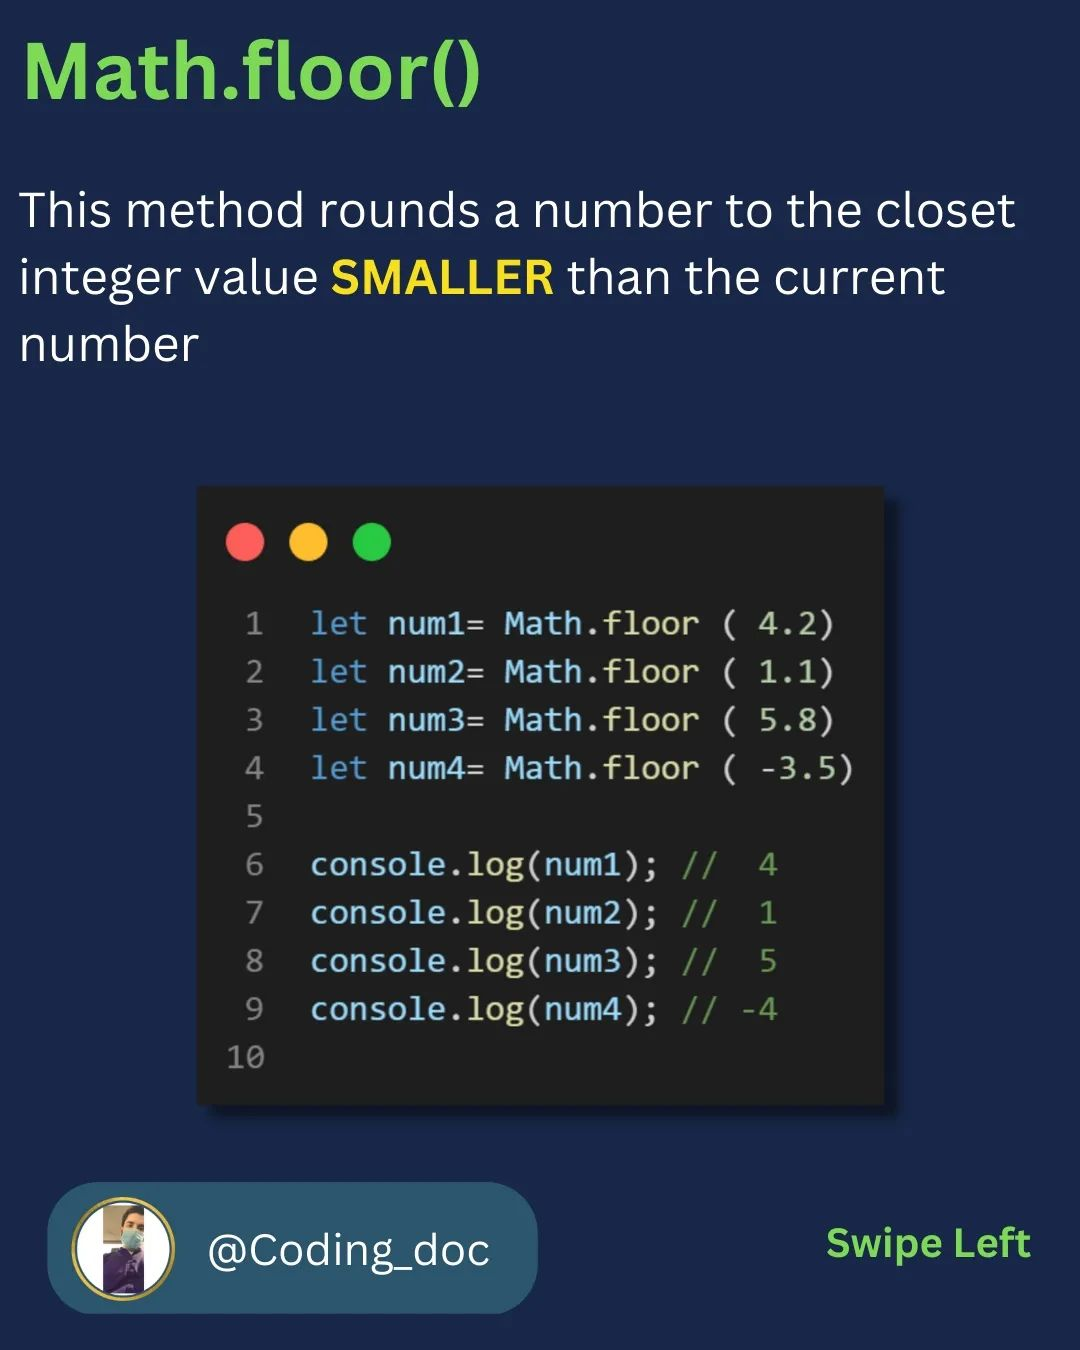 Math.floor()
This method rounds a number to the closet
integer value SMALLER than the current
number
1 let num1= Math.floor ( 4.2)
2 let num2= Math.floor ( 1.1)
3 let num3= Math.floor ( 5.8)
4 let num4= Math.floor ( -3.5)
5
6 console.log(num1); //  4
7 console.log(num2); //  1
8 console.log(num3); //  5
9 console.log(num4); // -4
10
@Coding_doc
Swipe Left